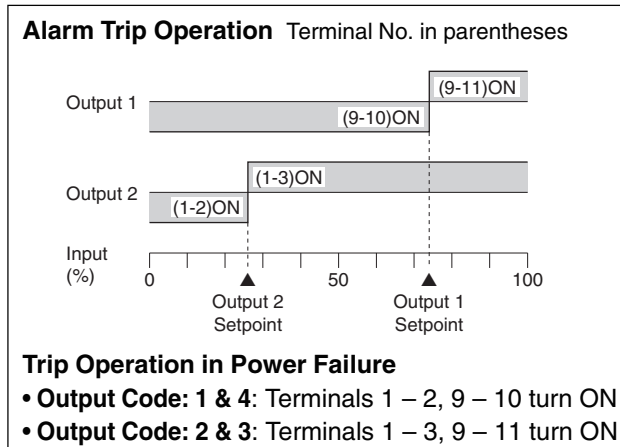 Alarm Trip Operation Terminal No. in parentheses
Output 1
(9-11)ON
(9-10)ON
Output 2
(1-3)ON
(1-2)ON
Input
(%)
0 50 100
Output 2
Setpoint
Output 1
Setpoint
Trip Operation in Power Failure
• Output Code: 1 & 4: Terminals 1 – 2, 9 – 10 turn ON
• Output Code: 2 & 3: Terminals 1 – 3, 9 – 11 turn ON